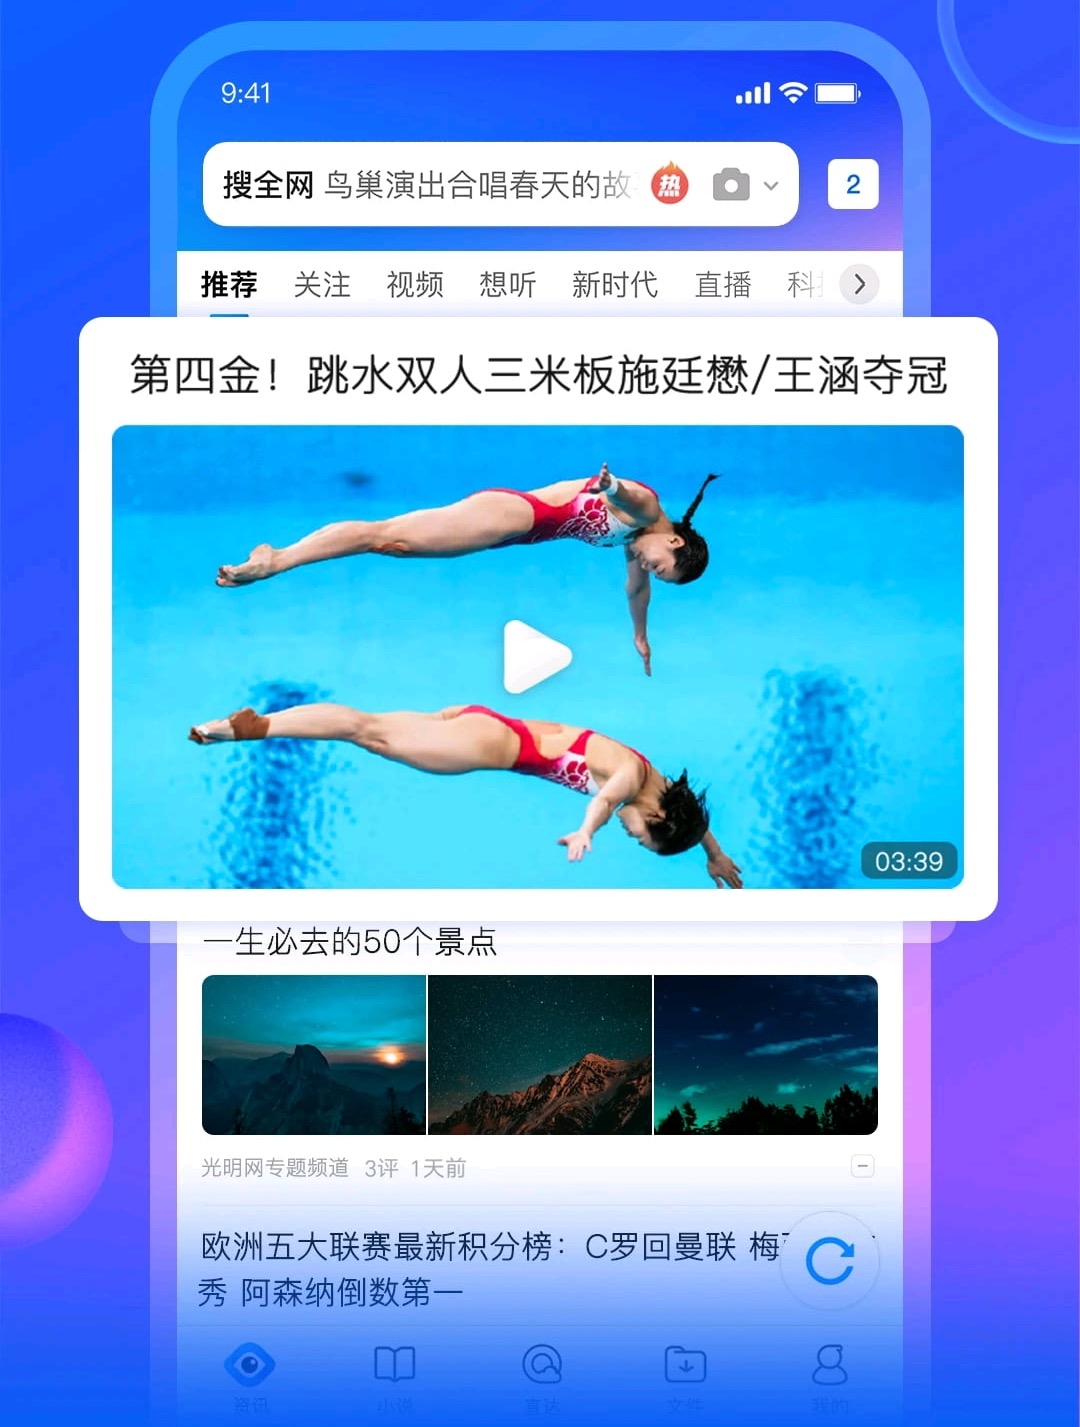 9:41
搜全网 鸟巢演出合唱春天的故 热
2
推荐 关注 视频 想听 新时代 直播 科
第四金！跳水双人三米板施廷懋/王涵夺冠
03:39
一生必去的50个景点
光明网专题频道 3评 1天前
欧洲五大联赛最新积分榜：C罗回曼联 梅
秀 阿森纳倒数第一
资讯 小说 直达 文件 我的